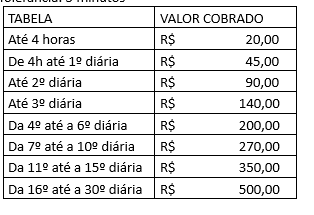 Tolerância: 5 minutos
TABELA VALOR COBRADO
Até 4 horas R$ 20,00
De 4h até 1º diária R$ 45,00
Até 2º diária R$ 90,00
Até 3º diária R$ 140,00
Da 4º até a 6º diária R$ 200,00
Da 7º até a 10º diária R$ 270,00
Da 11º até a 15º diária R$ 350,00
Da 16º até a 30º diária R$ 500,00